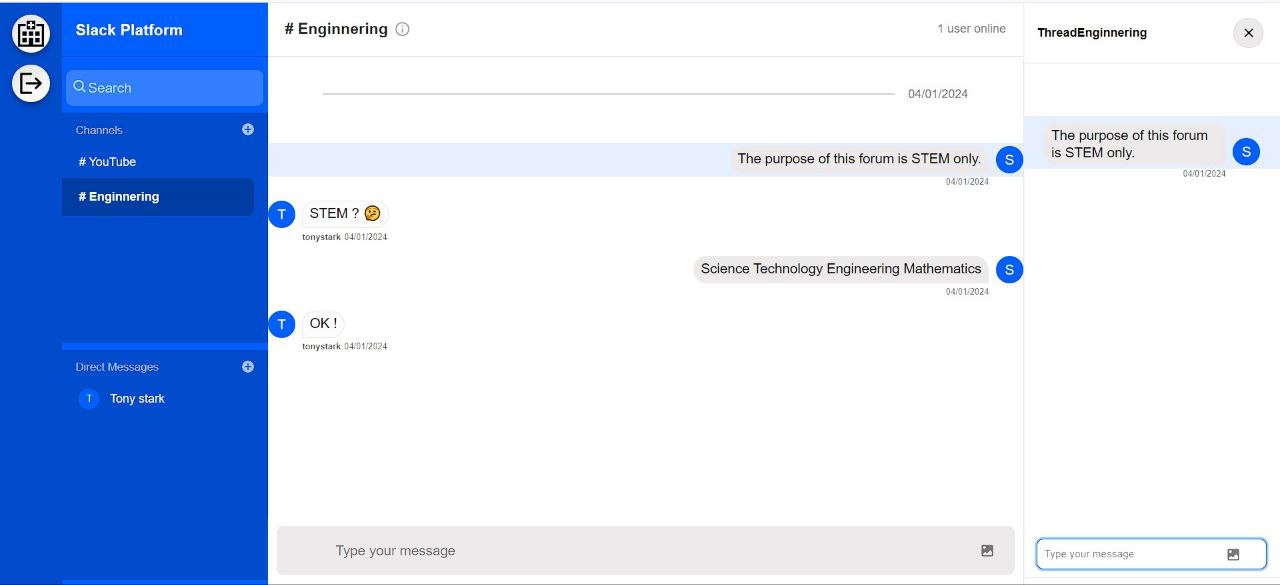 Slack Platform
Search
Channels
# YouTube
# Enginnering
Direct Messages
T
Tony stark
# Enginnering
1 user online
04/01/2024
The purpose of this forum is STEM only.
S
04/01/2024
T
STEM ? 🤔
tonystark 04/01/2024
Science Technology Engineering Mathematics
S
04/01/2024
T
OK !
tonystark 04/01/2024
Type your message
ThreadEnginnering
The purpose of this forum
is STEM only.
S
04/01/2024
Type your message